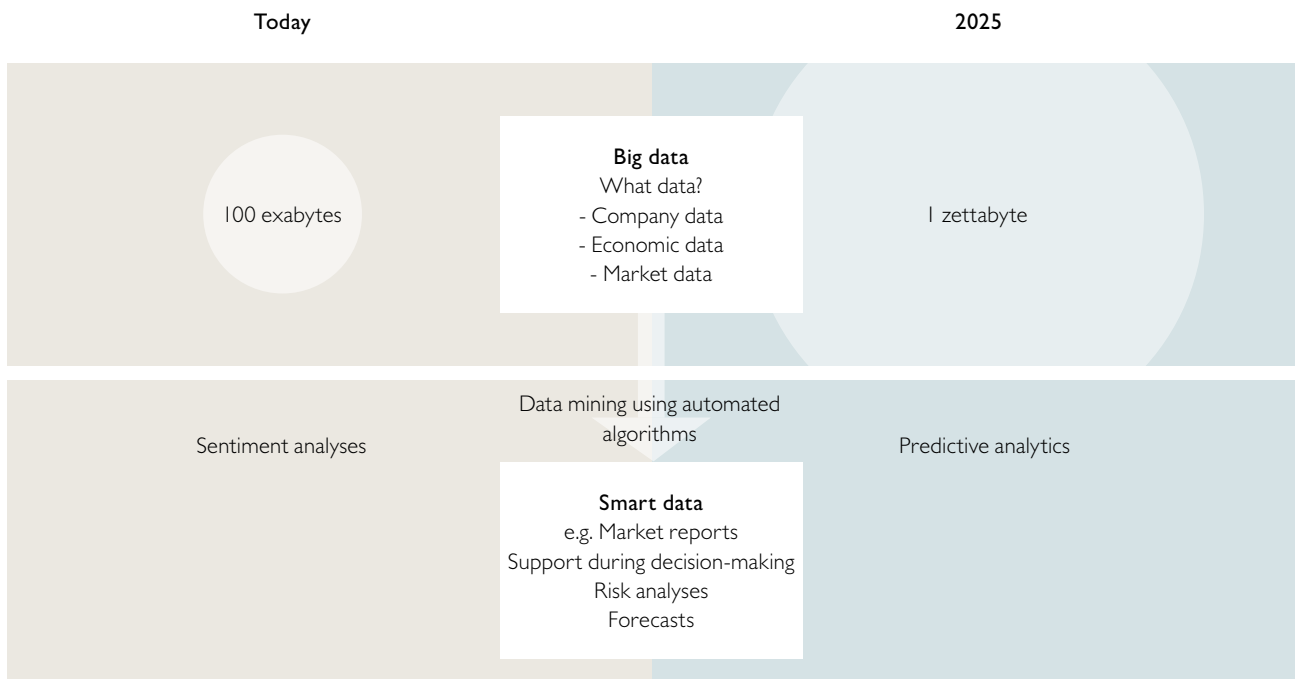 Today
2025
Big data
What data?
- Company data
- Economic data
- Market data
100 exabytes
1 zettabyte
Data mining using automated
algorithms
Sentiment analyses
Predictive analytics
Smart data
e.g. Market reports
Support during decision-making
Risk analyses
Forecasts